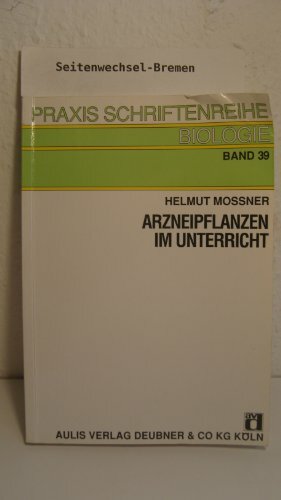 Seitenwechsel-Bremen
PRAXIS SCHRIFTENREIHE
BIOLOGIE
BAND 39
HELMUT MOSSNER
ARZNEIPFLANZEN
IM UNTERRICHT
AULIS VERLAG DEUBNER & CO KG KÖLN